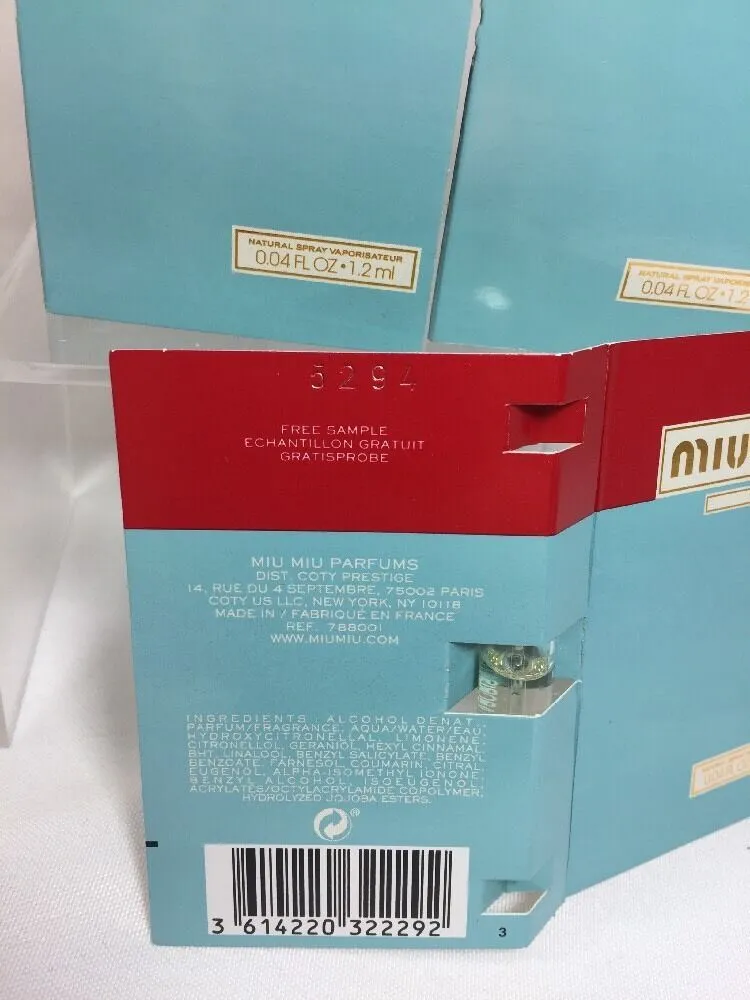 NATURAL SPRAY VAPORISATEUR
0.04 FL OZ • 1.2 ml
0.04 FL OZ • 1.2
5294
FREE SAMPLE
ECHANTILLON GRATUIT
GRATISPROBE
MIU
MIU MIU PARFUMS
DIST. COTY PRESTIGE
14, RUE DU 4 SEPTEMBRE, 75002 PARIS
COTY US LLC, NEW YORK, NY 10118
MADE IN / FABRIQUÉ EN FRANCE
REF. 788001
WWW.MIUMIU.COM
INGREDIENTS : ALCOHOL DENAT.,
PARFUM/FRAGRANCE, AQUA/WATER/EAU,
HYDROXYCITRONELLAL, LIMONENE,
CITRONELLOL, GERANIOL, HEXYL CINNAMAL,
BHT, LINALOOL, BENZYL SALICYLATE, BENZYL
BENZOATE, FARNESOL, COUMARIN, CITRAL,
EUGENOL, ALPHA-ISOMETHYL IONONE,
BENZYL ALCOHOL, ISOEUGENOL,
ACRYLATES/OCTYLACRYLAMIDE COPOLYMER,
HYDROLYZED JOJOBA ESTERS.
®
3 614220 322292
3